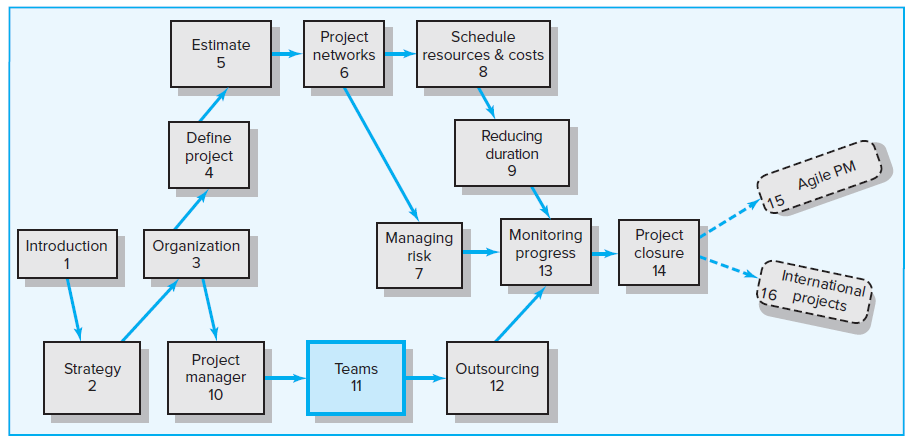 Estimate
5
Project
networks
6
Schedule
resources & costs
8
Define
project
4
Reducing
duration
9
Agile PM
15
Introduction
1
Organization
3
Managing
risk
7
Monitoring
progress
13
Project
closure
14
International
16 projects
Strategy
2
Project
manager
10
Teams
11
Outsourcing
12